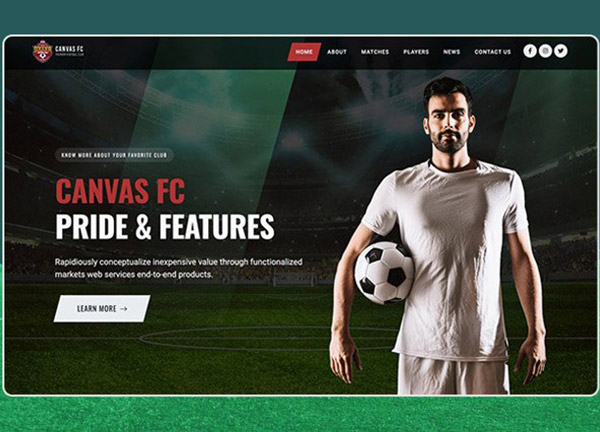 CANVAS FC
HOME
ABOUT
MATCHES
PLAYERS
NEWS
CONTACT US
KNOW MORE ABOUT YOUR FAVORITE CLUB
CANVAS FC
PRIDE & FEATURES
Rapidiously conceptualize inexpensive value through functionalized
markets web services end-to-end products.
LEARN MORE →